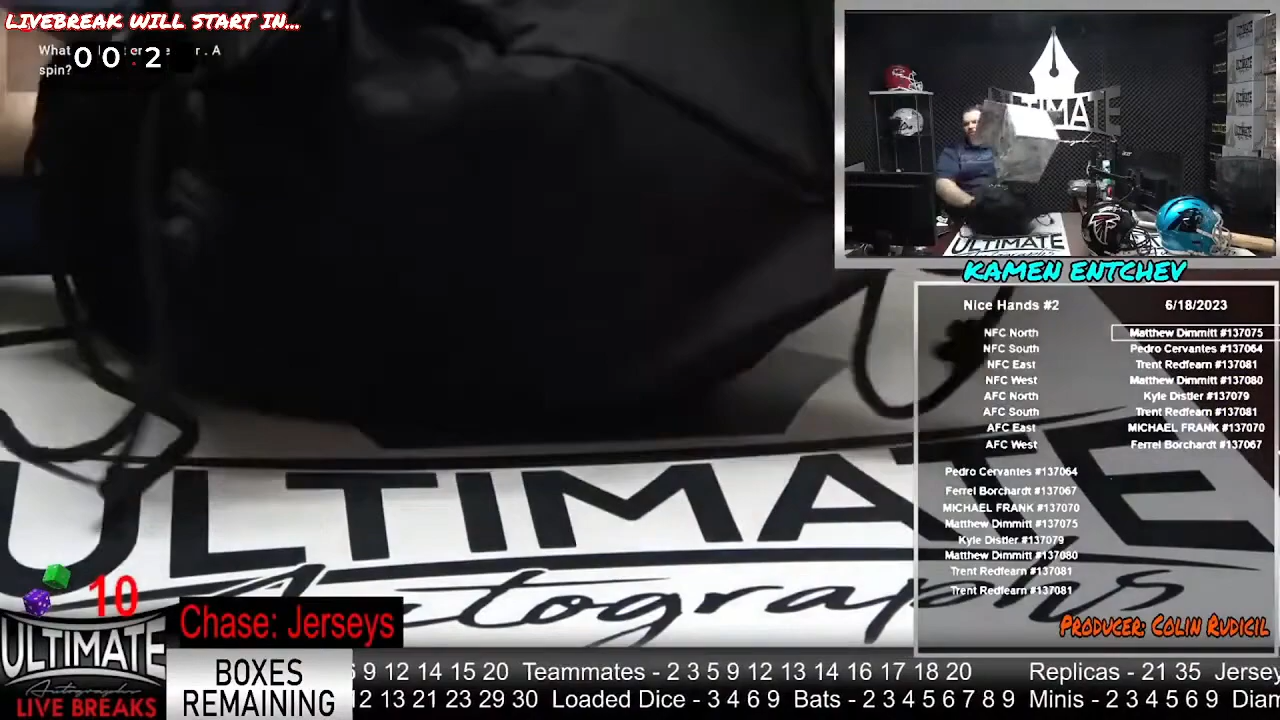 LIVEBREAK WILL START IN...
What
spin?
00:2
ULTIMATE
KAMEN ENTCHEV
Nice Hands #2 6/18/2023
NFC North Matthew Dimmitt #137075
NFC South Pedro Cervantes #137064
NFC East Trent Redfearn #137081
NFC West Matthew Dimmitt #137080
AFC North Kyle Distler #137079
AFC South Trent Redfearn #137081
AFC East MICHAEL FRANK #137070
AFC West Ferrel Borchardt #137067
Pedro Cervantes #137064
Ferrel Borchardt #137067
MICHAEL FRANK #137070
Matthew Dimmitt #137075
Kyle Distler #137079
Matthew Dimmitt #137080
Trent Redfearn #137081
Trent Redfearn #137081
Producer: Colin Rudicil
ULTIMATE
Autographs
10
Chase: Jerseys
ULTIMATE
Autographs
LIVE BREAKS
BOXES
REMAINING
6 9 12 14 15 20 Teammates - 2 3 5 9 12 13 14 16 17 18 20 Replicas - 21 35 Jersey
12 13 21 23 29 30 Loaded Dice - 3 4 6 9 Bats - 2 3 4 5 6 7 8 9 Minis - 2 3 4 5 6 9 Diam